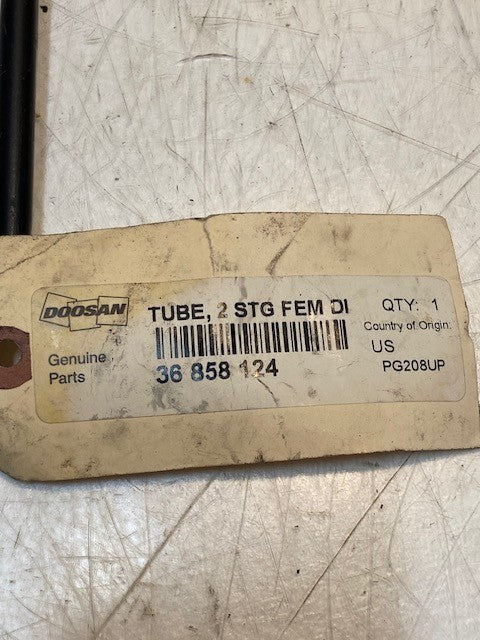 DOOSAN
Genuine
Parts
TUBE, 2 STG FEM DI
36 858 124
QTY: 1
Country of Origin:
US
PG208UP